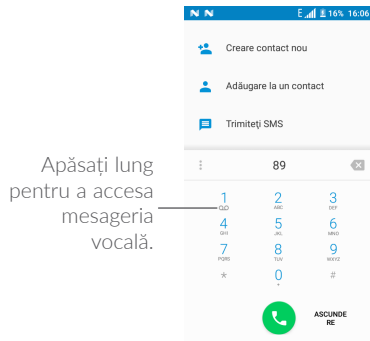 E 16% 16:06
Creare contact nou
Adăugare la un contact
Trimiteţi SMS
89
Apăsați lung
pentru a accesa
mesageria
vocală.
1 2 3
ABC DEF
4 5 6
GHI JKL MNO
7 8 9
PQRS TUV WXYZ
* 0 #
+
ASCUNDE
RE